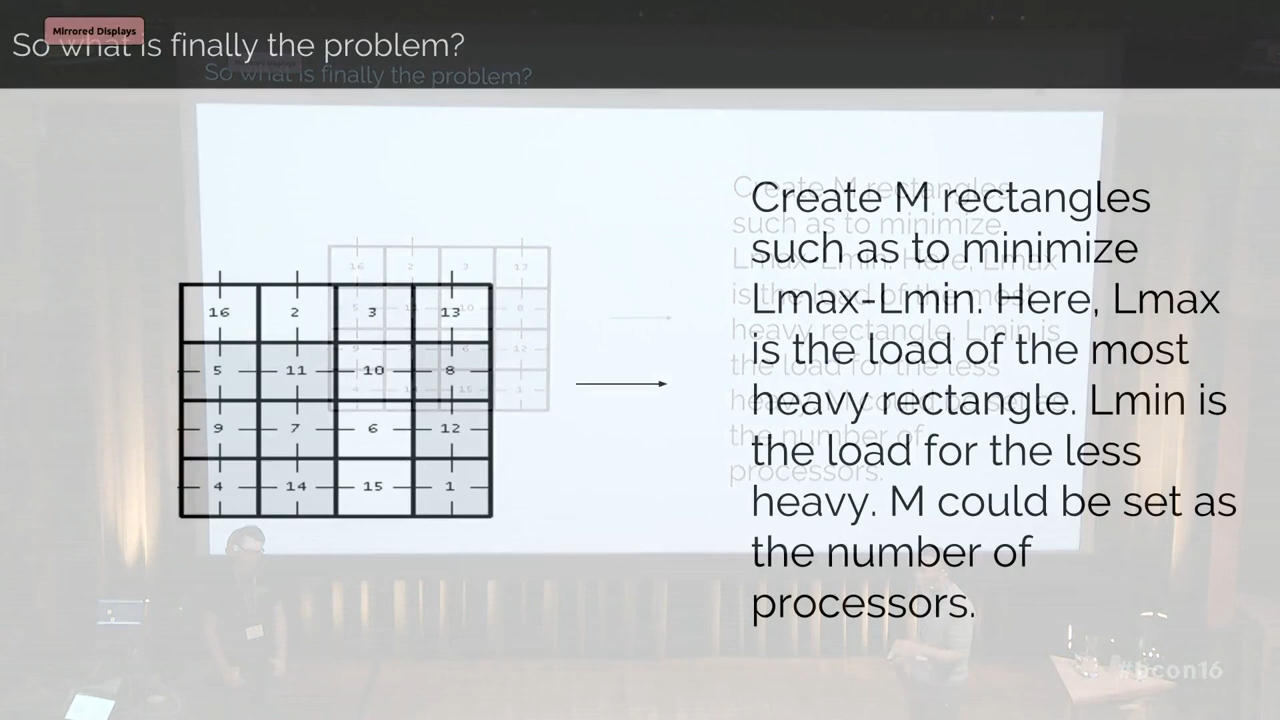 Mirrored Displays
So what is finally the problem?
So what is finally the problem?
16 2 3 13
5 11 10 8
9 7 6 12
4 14 15 1
Create M rectangles
such as to minimize
Lmax-Lmin. Here, Lmax
is the load of the most
heavy rectangle. Lmin is
the load for the less
heavy. M could be set as
the number of
processors.
#bcon16